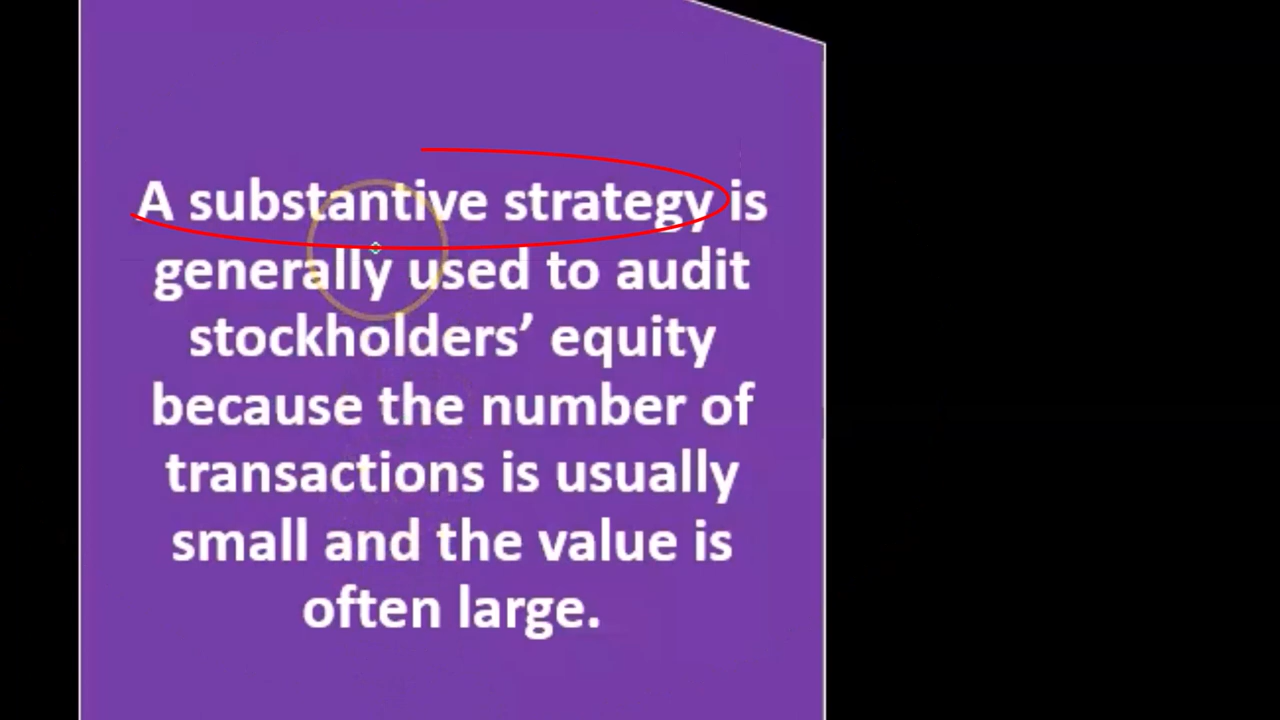 A substantive strategy is
generally used to audit
stockholders’ equity
because the number of
transactions is usually
small and the value is
often large.